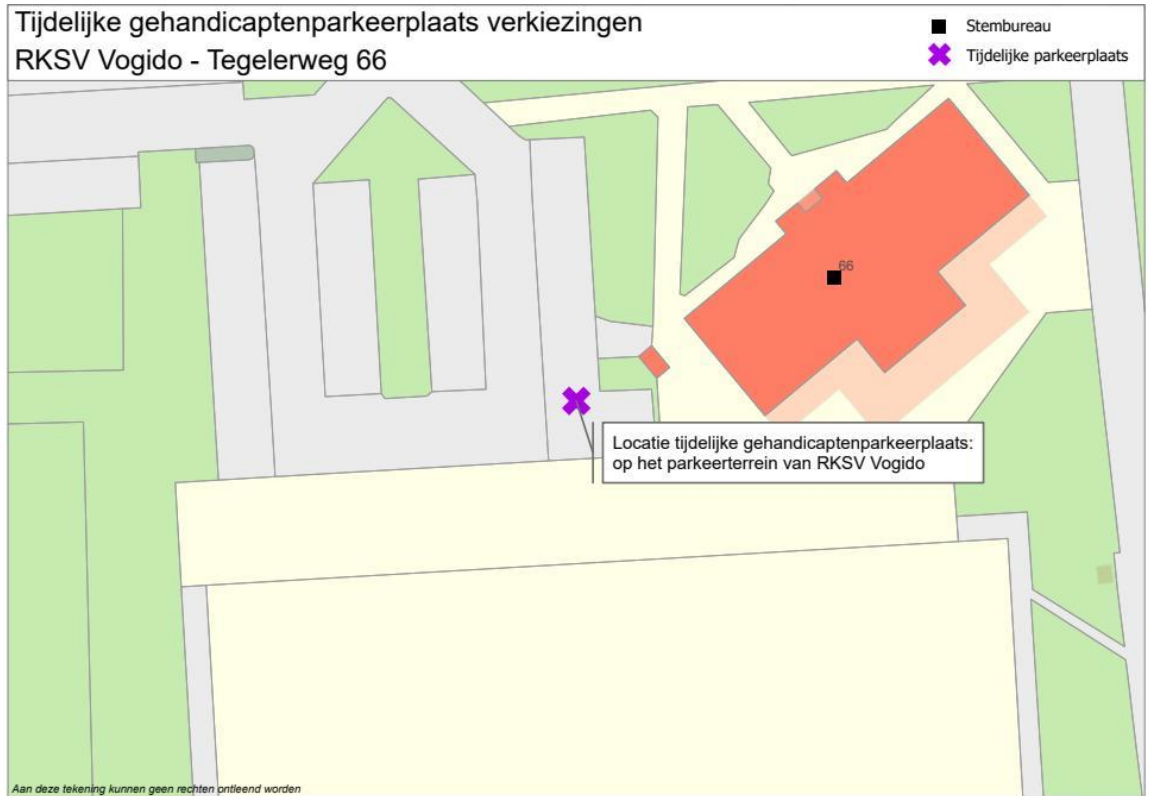 Tijdelijke gehandicaptenparkeerplaats verkiezingen
RKSV Vogido - Tegelerweg 66
Stembureau
Tijdelijke parkeerplaats
66
Locatie tijdelijke gehandicaptenparkeerplaats:
op het parkeerterrein van RKSV Vogido
Aan deze tekening kunnen geen rechten ontleend worden